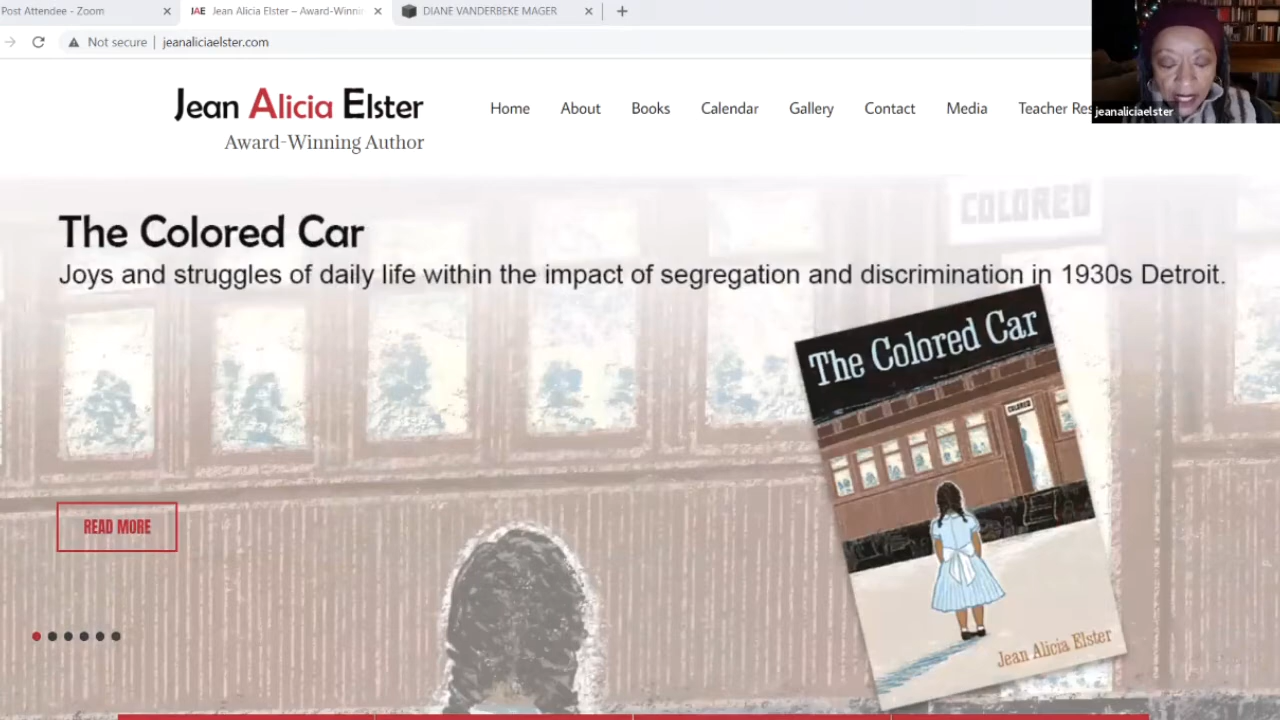 Post Attendee - Zoom
JAE Jean Alicia Elster – Award-Winni
DIANE VANDERBEKE MAGER
Not secure | jeanaliciaelster.com
jeanaliciaelster
Jean Alicia Elster
Award-Winning Author
Home About Books Calendar Gallery Contact Media Teacher Res
COLORED
The Colored Car
Joys and struggles of daily life within the impact of segregation and discrimination in 1930s Detroit.
The Colored Car
COLORED
Jean Alicia Elster
READ MORE